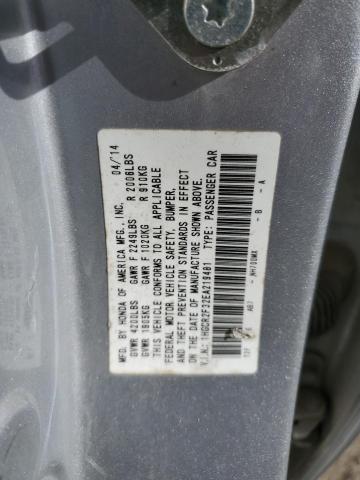 MFD. BY HONDA OF AMERICA MFG., INC. 04/14
GVWR 4200LBS GAWR F 2249LBS R 2006LBS
GVWR 1905KG GAWR F 1020KG R 910KG
THIS VEHICLE CONFORMS TO ALL APPLICABLE
FEDERAL MOTOR VEHICLE SAFETY, BUMPER,
AND THEFT PREVENTION STANDARDS IN EFFECT
ON THE DATE OF MANUFACTURE SHOWN ABOVE.
V.I.N.: 1HGCR2F32EA219481 TYPE: PASSENGER CAR
- B - A